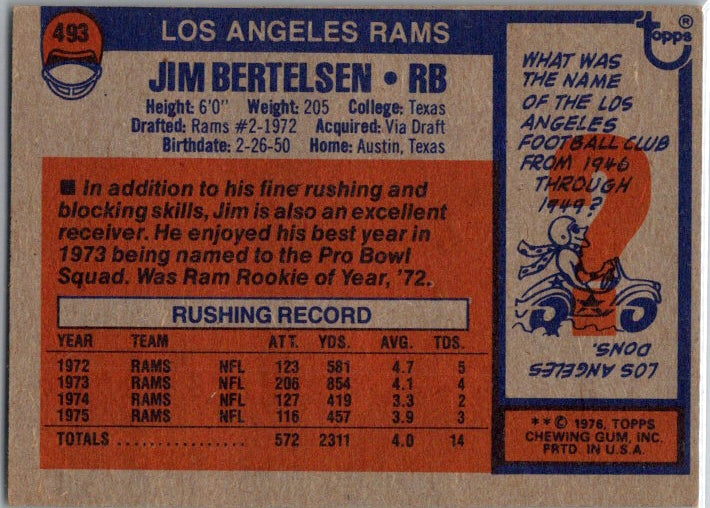 493
LOS ANGELES RAMS
JIM BERTELSEN • RB
Height: 6'0" Weight: 205 College: Texas
Drafted: Rams #2-1972 Acquired: Via Draft
Birthdate: 2-26-50 Home: Austin, Texas
■ In addition to his fine rushing and
blocking skills, Jim is also an excellent
receiver. He enjoyed his best year in
1973 being named to the Pro Bowl
Squad. Was Ram Rookie of Year, '72.
RUSHING RECORD
YEAR TEAM ATT. YDS. AVG. TDS.
1972 RAMS NFL 123 581 4.7 5
1973 RAMS NFL 206 854 4.1 4
1974 RAMS NFL 127 419 3.3 2
1975 RAMS NFL 116 457 3.9 3
TOTALS ................ 572 2311 4.0 14
topps®
WHAT WAS
THE NAME
OF THE LOS
ANGELES
FOOTBALL CLUB
FROM 1946
THROUGH
1949?
?
LOS ANGELES
DONS.
**© 1976, TOPPS
CHEWING GUM, INC.
PRTD. IN U.S.A.